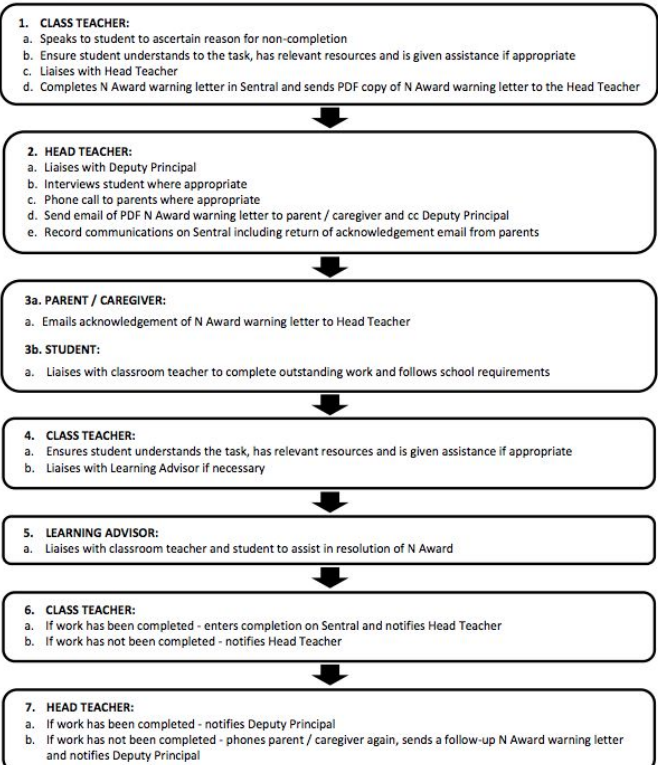 1. CLASS TEACHER:
a. Speaks to student to ascertain reason for non-completion
b. Ensure student understands to the task, has relevant resources and is given assistance if appropriate
c. Liaises with Head Teacher
d. Completes N Award warning letter in Sentral and sends PDF copy of N Award warning letter to the Head Teacher
2. HEAD TEACHER:
a. Liaises with Deputy Principal
b. Interviews student where appropriate
c. Phone call to parents where appropriate
d. Send email of PDF N Award warning letter to parent / caregiver and cc Deputy Principal
e. Record communications on Sentral including return of acknowledgement email from parents
3a. PARENT / CAREGIVER:
a. Emails acknowledgement of N Award warning letter to Head Teacher
3b. STUDENT:
a. Liaises with classroom teacher to complete outstanding work and follows school requirements
4. CLASS TEACHER:
a. Ensures student understands the task, has relevant resources and is given assistance if appropriate
b. Liaises with Learning Advisor if necessary
5. LEARNING ADVISOR:
a. Liaises with classroom teacher and student to assist in resolution of N Award
6. CLASS TEACHER:
a. If work has been completed - enters completion on Sentral and notifies Head Teacher
b. If work has not been completed - notifies Head Teacher
7. HEAD TEACHER:
a. If work has been completed - notifies Deputy Principal
b. If work has not been completed - phones parent / caregiver again, sends a follow-up N Award warning letter
and notifies Deputy Principal